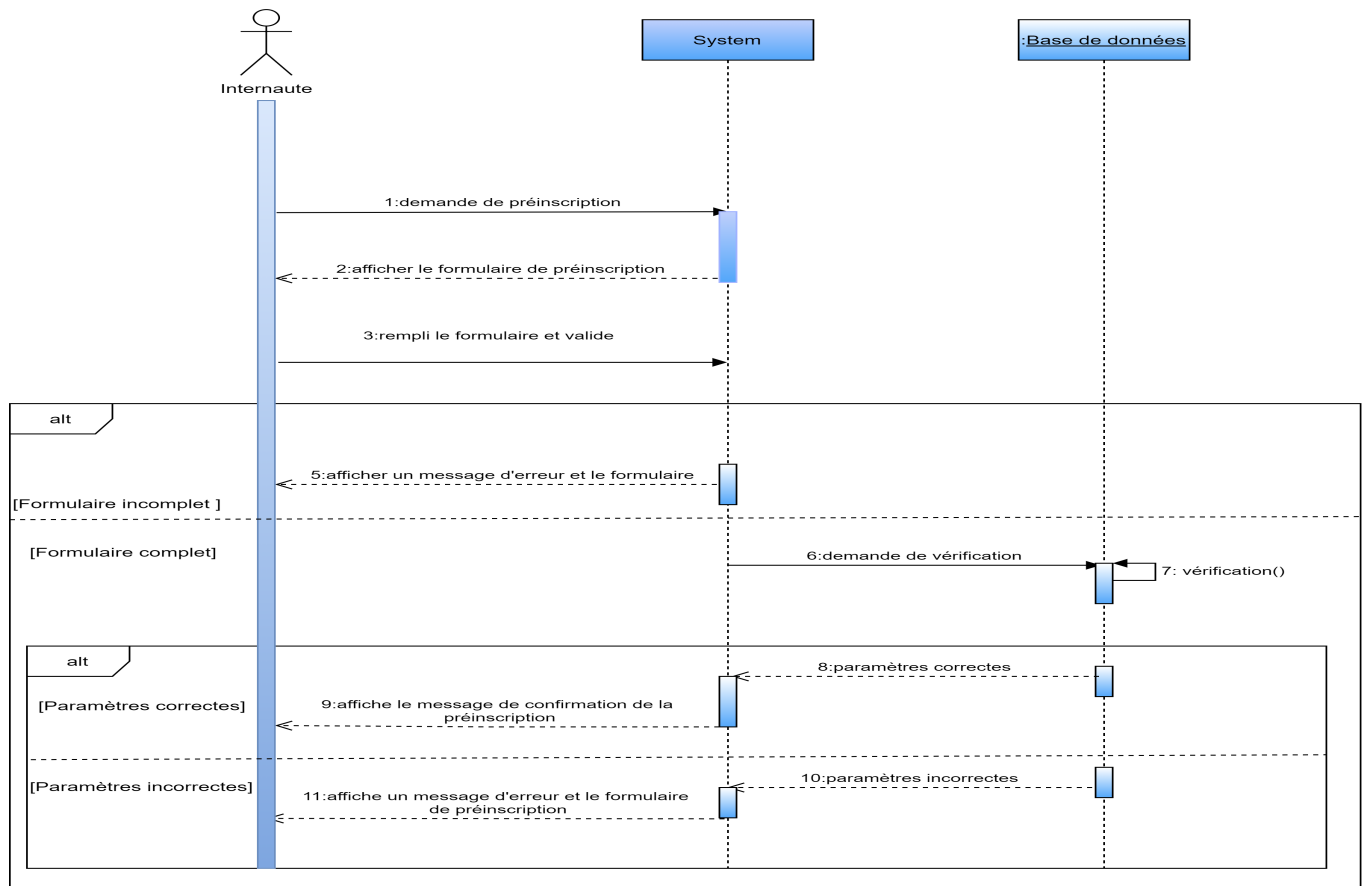 Internaute
System
:Base de données
1:demande de préinscription
2:afficher le formulaire de préinscription
3:rempli le formulaire et valide
alt
5:afficher un message d'erreur et le formulaire
[Formulaire incomplet ]
[Formulaire complet]
6:demande de vérification
7: vérification()
alt
8:paramètres correctes
[Paramètres correctes]
9:affiche le message de confirmation de la
préinscription
10:paramètres incorrectes
[Paramètres incorrectes]
11:affiche un message d'erreur et le formulaire
de préinscription